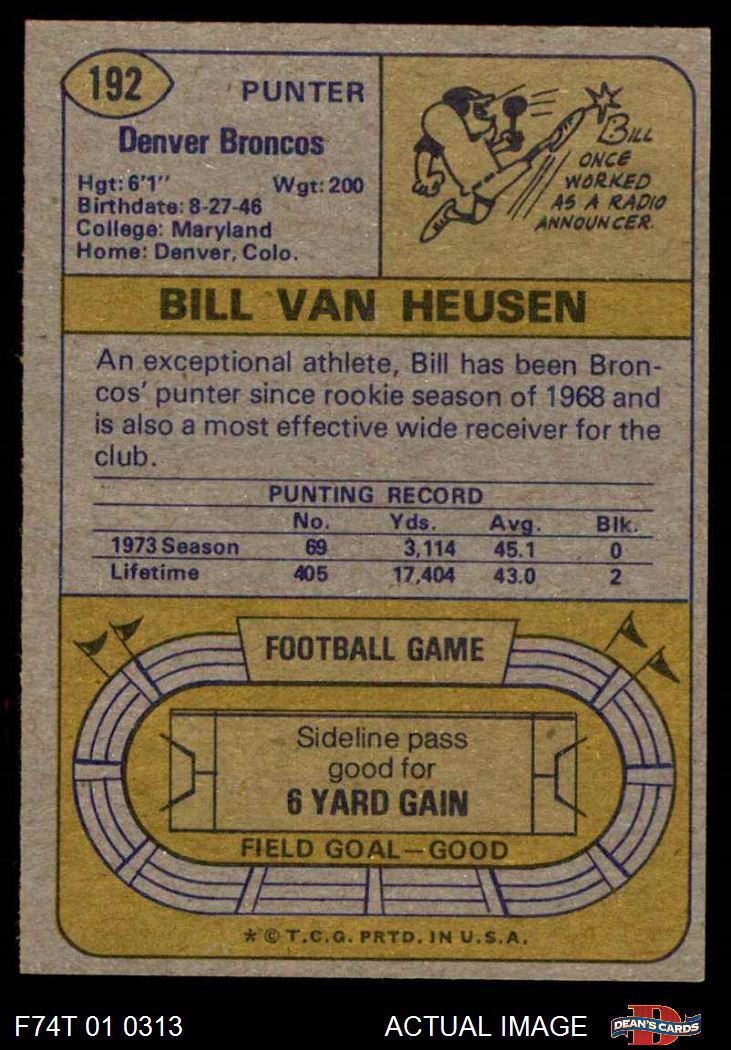 192
PUNTER
Denver Broncos
Hgt: 6'1" Wgt: 200
Birthdate: 8-27-46
College: Maryland
Home: Denver, Colo.
BILL
ONCE
WORKED
AS A RADIO
ANNOUNCER.
BILL VAN HEUSEN
An exceptional athlete, Bill has been Bron-
cos' punter since rookie season of 1968 and
is also a most effective wide receiver for the
club.
PUNTING RECORD
No. Yds. Avg. Blk.
1973 Season 69 3,114 45.1 0
Lifetime 405 17,404 43.0 2
FOOTBALL GAME
Sideline pass
good for
6 YARD GAIN
FIELD GOAL—GOOD
* © T.C.G. PRTD. IN U.S.A.
F74T 01 0313 ACTUAL IMAGE
D
DEAN'S CARDS